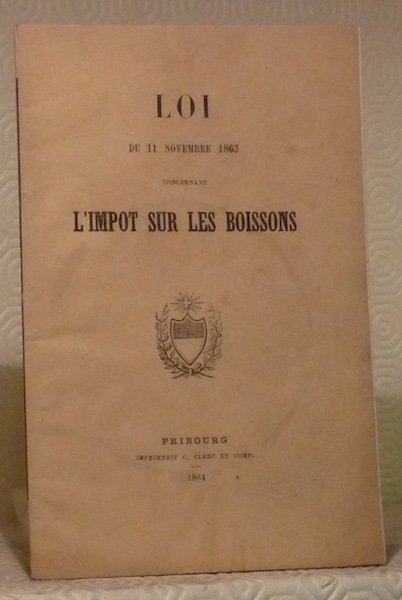 LOI
DU 11 NOVEMBRE 1863
CONCERNANT
L'IMPOT SUR LES BOISSONS
FRIBOURG
IMPRIMERIE C. CLERC ET COMP.
1864